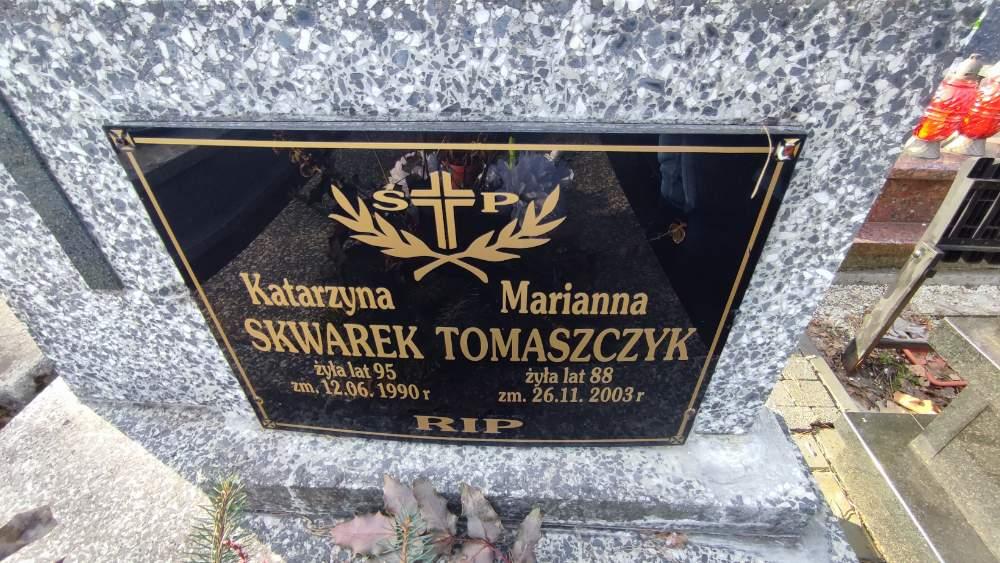 Ś P
Katarzyna
SKWAREK
żyła lat 95
zm. 12.06. 1990 r
Marianna
TOMASZCZYK
żyła lat 88
zm. 26.11. 2003 r
RIP